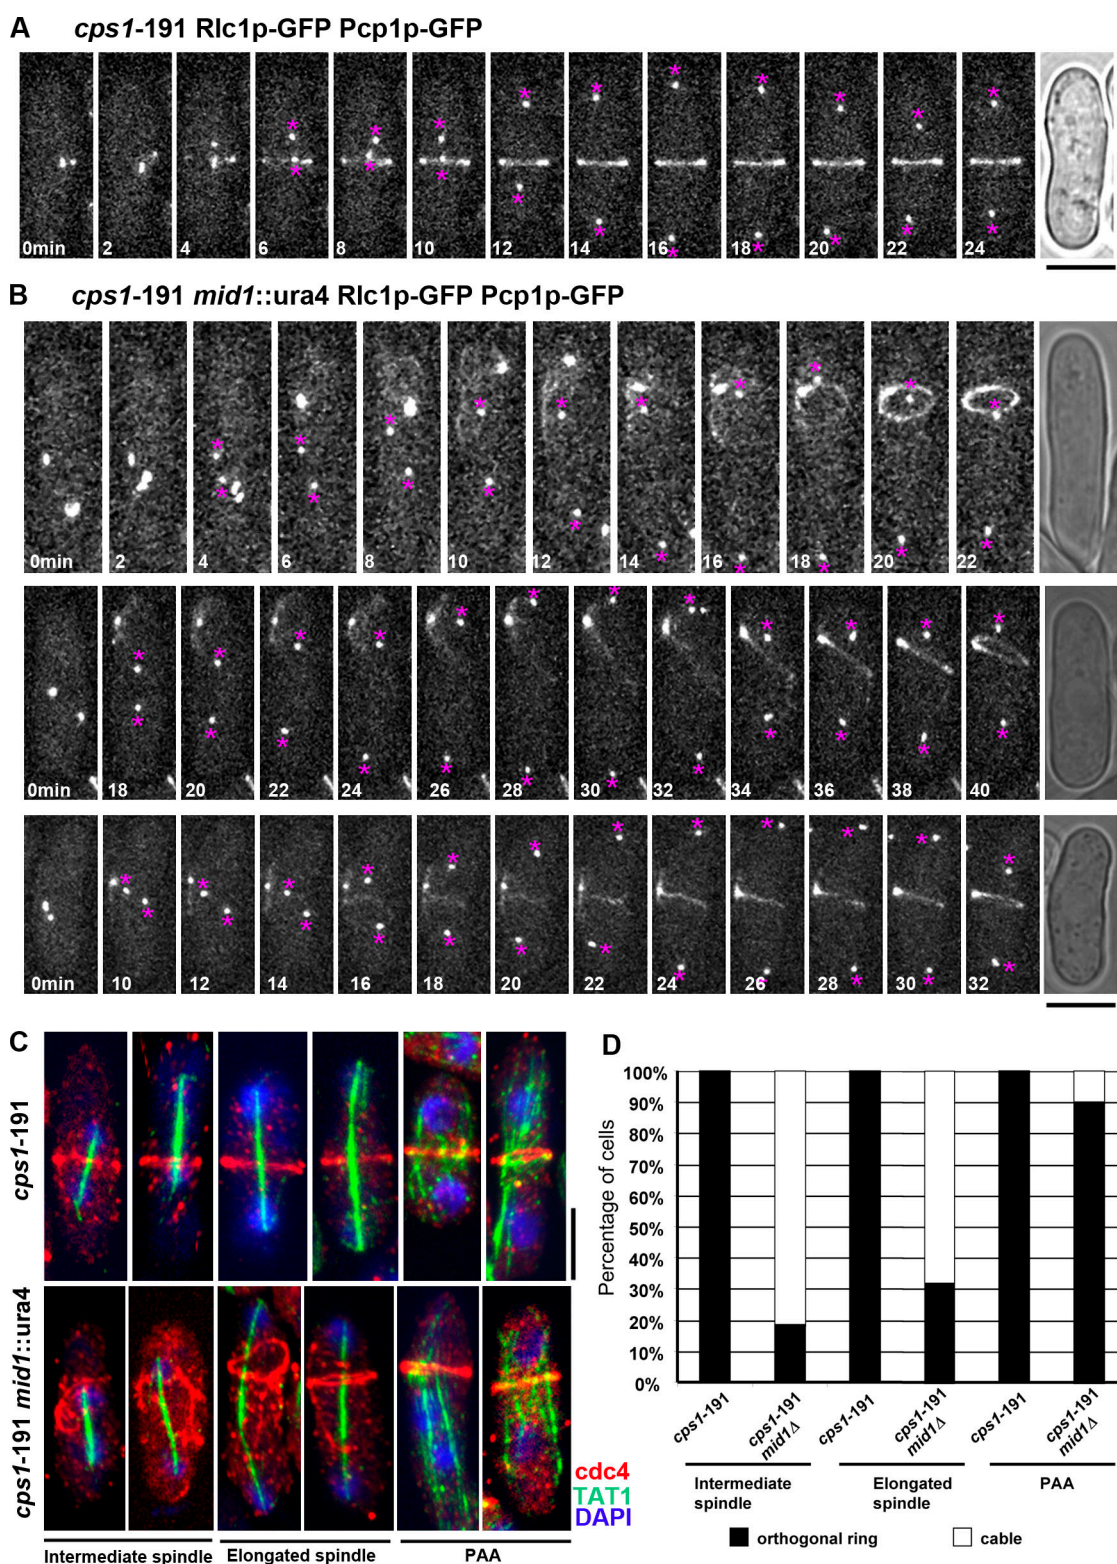 A cps1-191 Rlc1p-GFP Pcp1p-GFP
0min 2 4 6 8 10 12 14 16 18 20 22 24
B cps1-191 mid1::ura4 Rlc1p-GFP Pcp1p-GFP
0min 2 4 6 8 10 12 14 16 18 20 22
0min 18 20 22 24 26 28 30 32 34 36 38 40
0min 10 12 14 16 18 20 22 24 26 28 30 32
C
cps1-191
cps1-191 mid1::ura4
cdc4
TAT1
DAPI
Intermediate spindle Elongated spindle PAA
D
Percentage of cells
100%
90%
80%
70%
60%
50%
40%
30%
20%
10%
0%
cps1-191
cps1-191 mid1Δ
cps1-191
cps1-191 mid1Δ
cps1-191
cps1-191 mid1Δ
Intermediate spindle
Elongated spindle
PAA
orthogonal ring cable